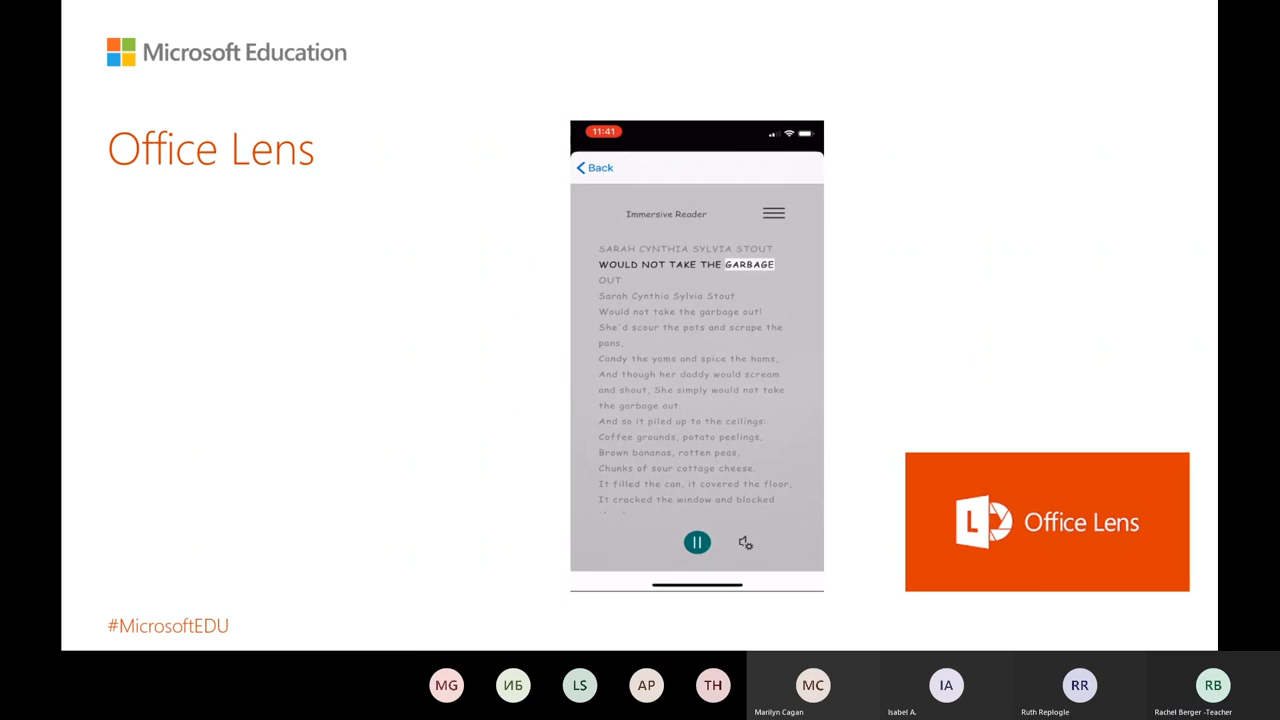 Microsoft Education
Office Lens
11:41
Back
Immersive Reader
SARAH CYNTHIA SYLVIA STOUT
WOULD NOT TAKE THE GARBAGE
OUT
Sarah Cynthia Sylvia Stout
Would not take the garbage out!
She'd scour the pots and scrape the
pans,
Candy the yams and spice the hams,
And though her daddy would scream
and shout, She simply would not take
the garbage out.
And so it piled up to the ceilings:
Coffee grounds, potato peelings,
Brown bananas, rotten peas,
Chunks of sour cottage cheese.
It filled the can, it covered the floor,
It cracked the window and blocked
L
Office Lens
#MicrosoftEDU
MG
ИБ
LS
AP
TH
MC
IA
RR
RB
Marilyn Cagan
Isabel A.
Ruth Replogle
Rachel Berger -Teacher